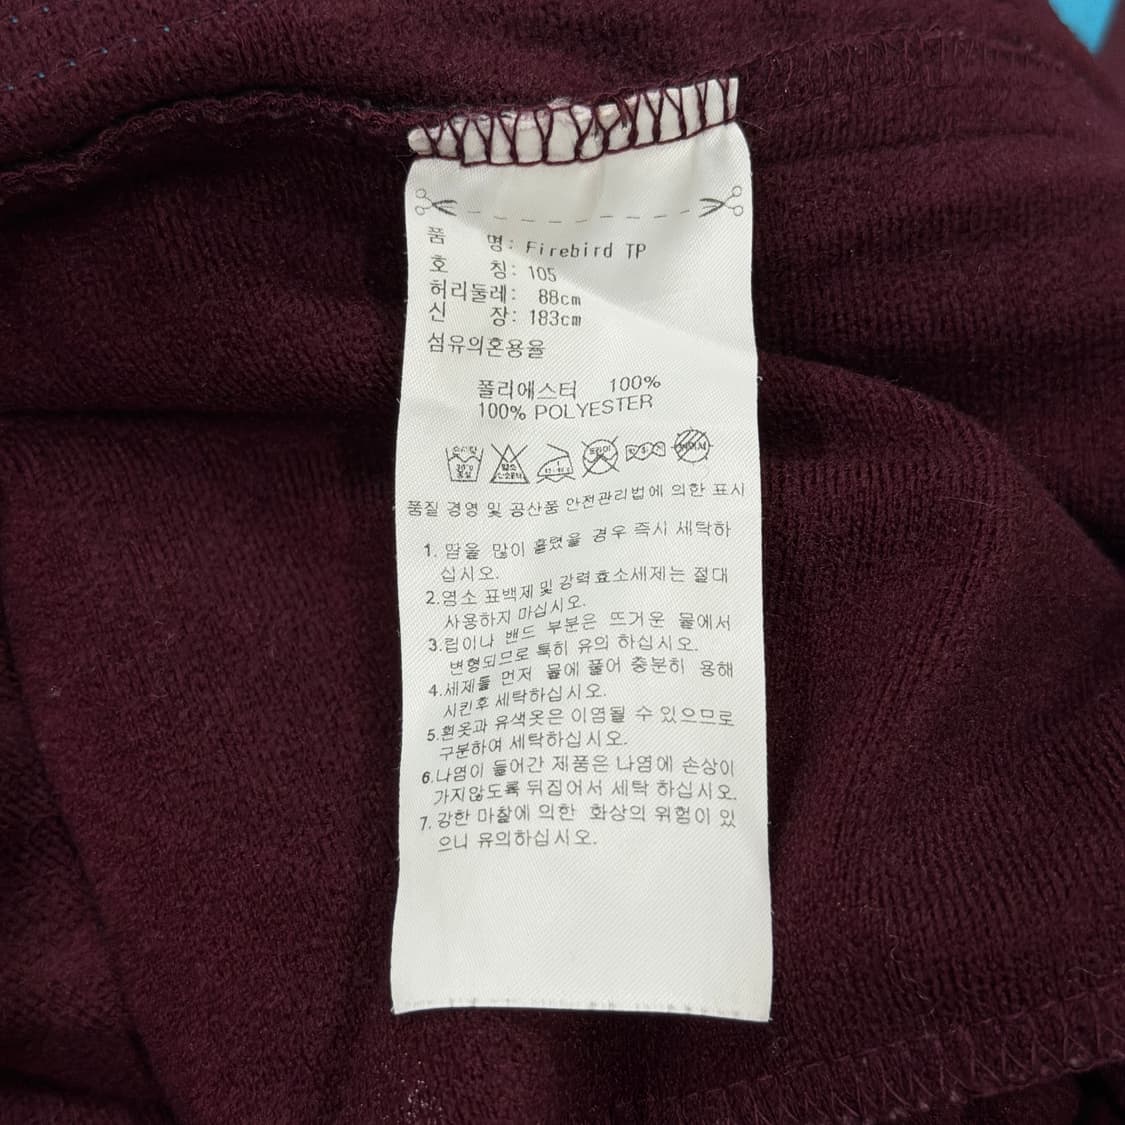 품 명: Firebird TP
호 칭: 105
허리둘레: 88cm
신 장: 183cm
섬유의혼용율
폴리에스터 100%
100% POLYESTER
품질 경영 및 공산품 안전관리법에 의한 표시
1. 땀을 많이 흘렸을 경우 즉시 세탁하
십시오.
2.염소 표백제 및 강력효소세제는 절대
사용하지 마십시오.
3.립이나 밴드 부분은 뜨거운 물에서
변형되므로 특히 유의 하십시오.
4.세제를 먼저 물에 풀어 충분히 용해
시킨후 세탁하십시오.
5.흰옷과 유색옷은 이염될 수 있으므로
구분하여 세탁하십시오.
6.나염이 들어간 제품은 나염에 손상이
가지않도록 뒤집어서 세탁 하십시오.
7. 강한 마찰에 의한 화상의 위험이 있
으니 유의하십시오.